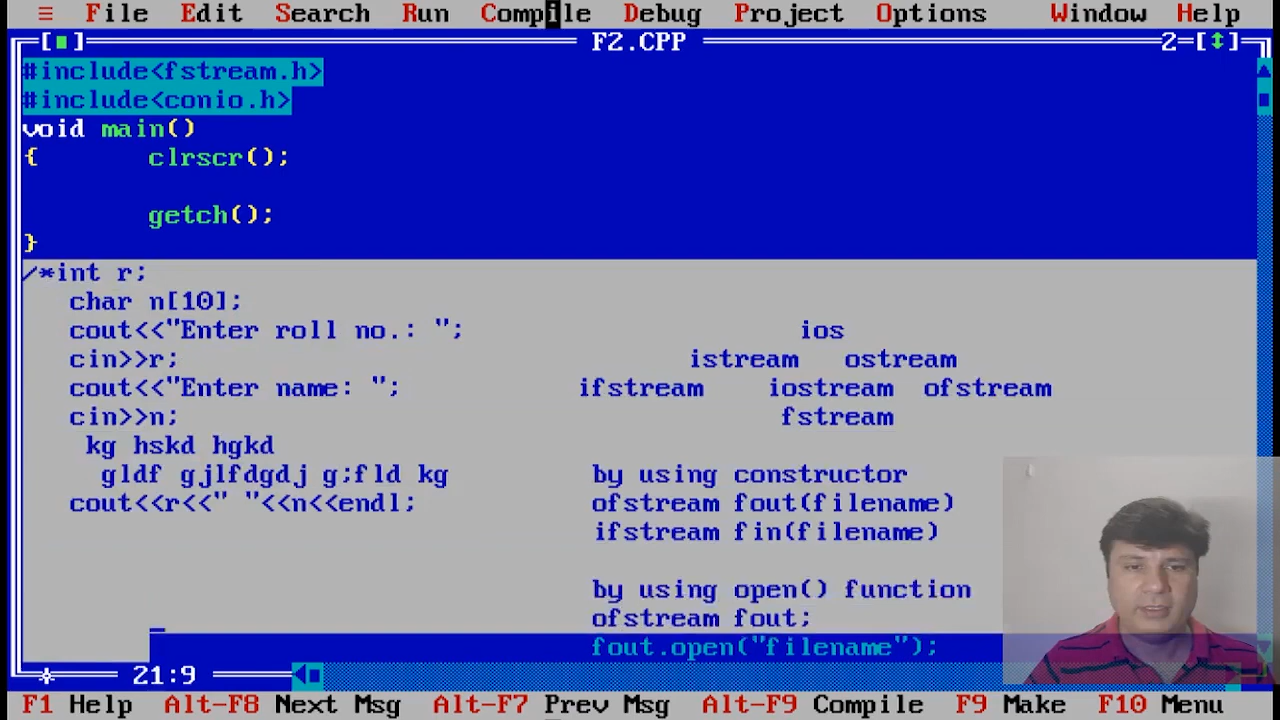 ≡ File Edit Search Run Compile Debug Project Options Window Help
[■] F2.CPP 2=[↕]
#include<fstream.h>
#include<conio.h>
void main()
{ clrscr();
getch();
}
/*int r;
char n[10];
cout<<"Enter roll no.: "; ios
cin>>r; istream ostream
cout<<"Enter name: "; ifstream iostream ofstream
cin>>n; fstream
kg hskd hgkd
gldf gjlfdgdj g;fld kg by using constructor
cout<<r<<" "<<n<<endl; ofstream fout(filename)
ifstream fin(filename)
by using open() function
ofstream fout;
fout.open("filename");
21:9
F1 Help Alt-F8 Next Msg Alt-F7 Prev Msg Alt-F9 Compile F9 Make F10 Menu